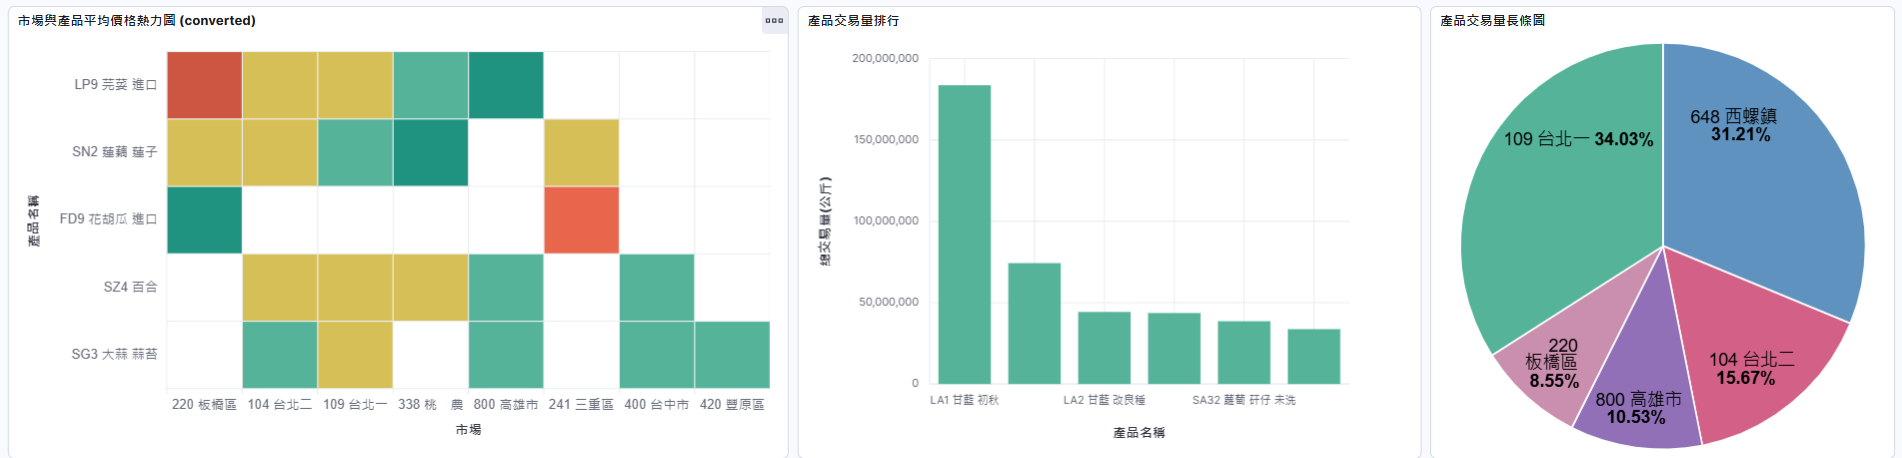 市場與產品平均價格熱力圖 (converted)
產品名稱
LP9 芫荽 進口
SN2 蓮藕 蓮子
FD9 花胡瓜 進口
SZ4 百合
SG3 大蒜 蒜苔
220 板橋區
104 台北二
109 台北一
338 桃　農
800 高雄市
241 三重區
400 台中市
420 豐原區
市場
產品交易量排行
總交易量(公斤)
200,000,000
150,000,000
100,000,000
50,000,000
0
LA1 甘藍 初秋
LA2 甘藍 改良種
SA32 蘿蔔 矸仔 未洗
產品名稱
產品交易量長條圖
648 西螺鎮
31.21%
109 台北一 34.03%
220
板橋區
8.55%
104 台北二
15.67%
800 高雄市
10.53%